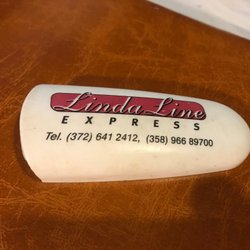 Linda Line
EXPRESS
Tel. (372) 641 2412, (358) 966 89700